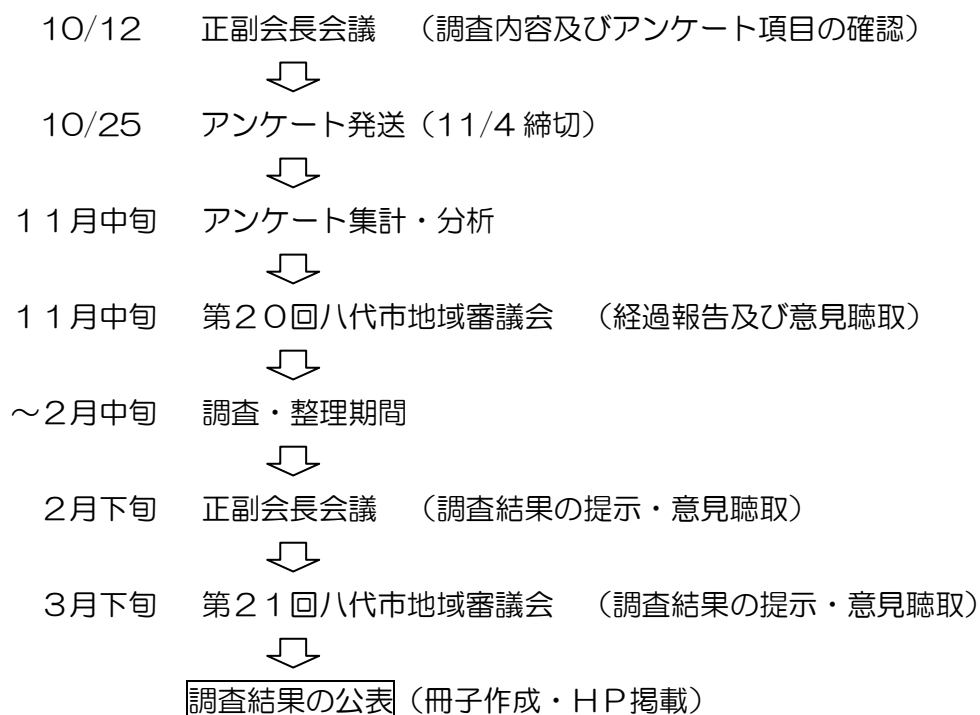 10/12 正副会長会議 (調査内容及びアンケート項目の確認)
10/25 アンケート発送(11/4 締切)
11月中旬 アンケート集計・分析
11月中旬 第20回八代市地域審議会 (経過報告及び意見聴取)
~2月中旬 調査・整理期間
2月下旬 正副会長会議 (調査結果の提示・意見聴取)
3月下旬 第21回八代市地域審議会 (調査結果の提示・意見聴取)
調査結果の公表(冊子作成・HP掲載)